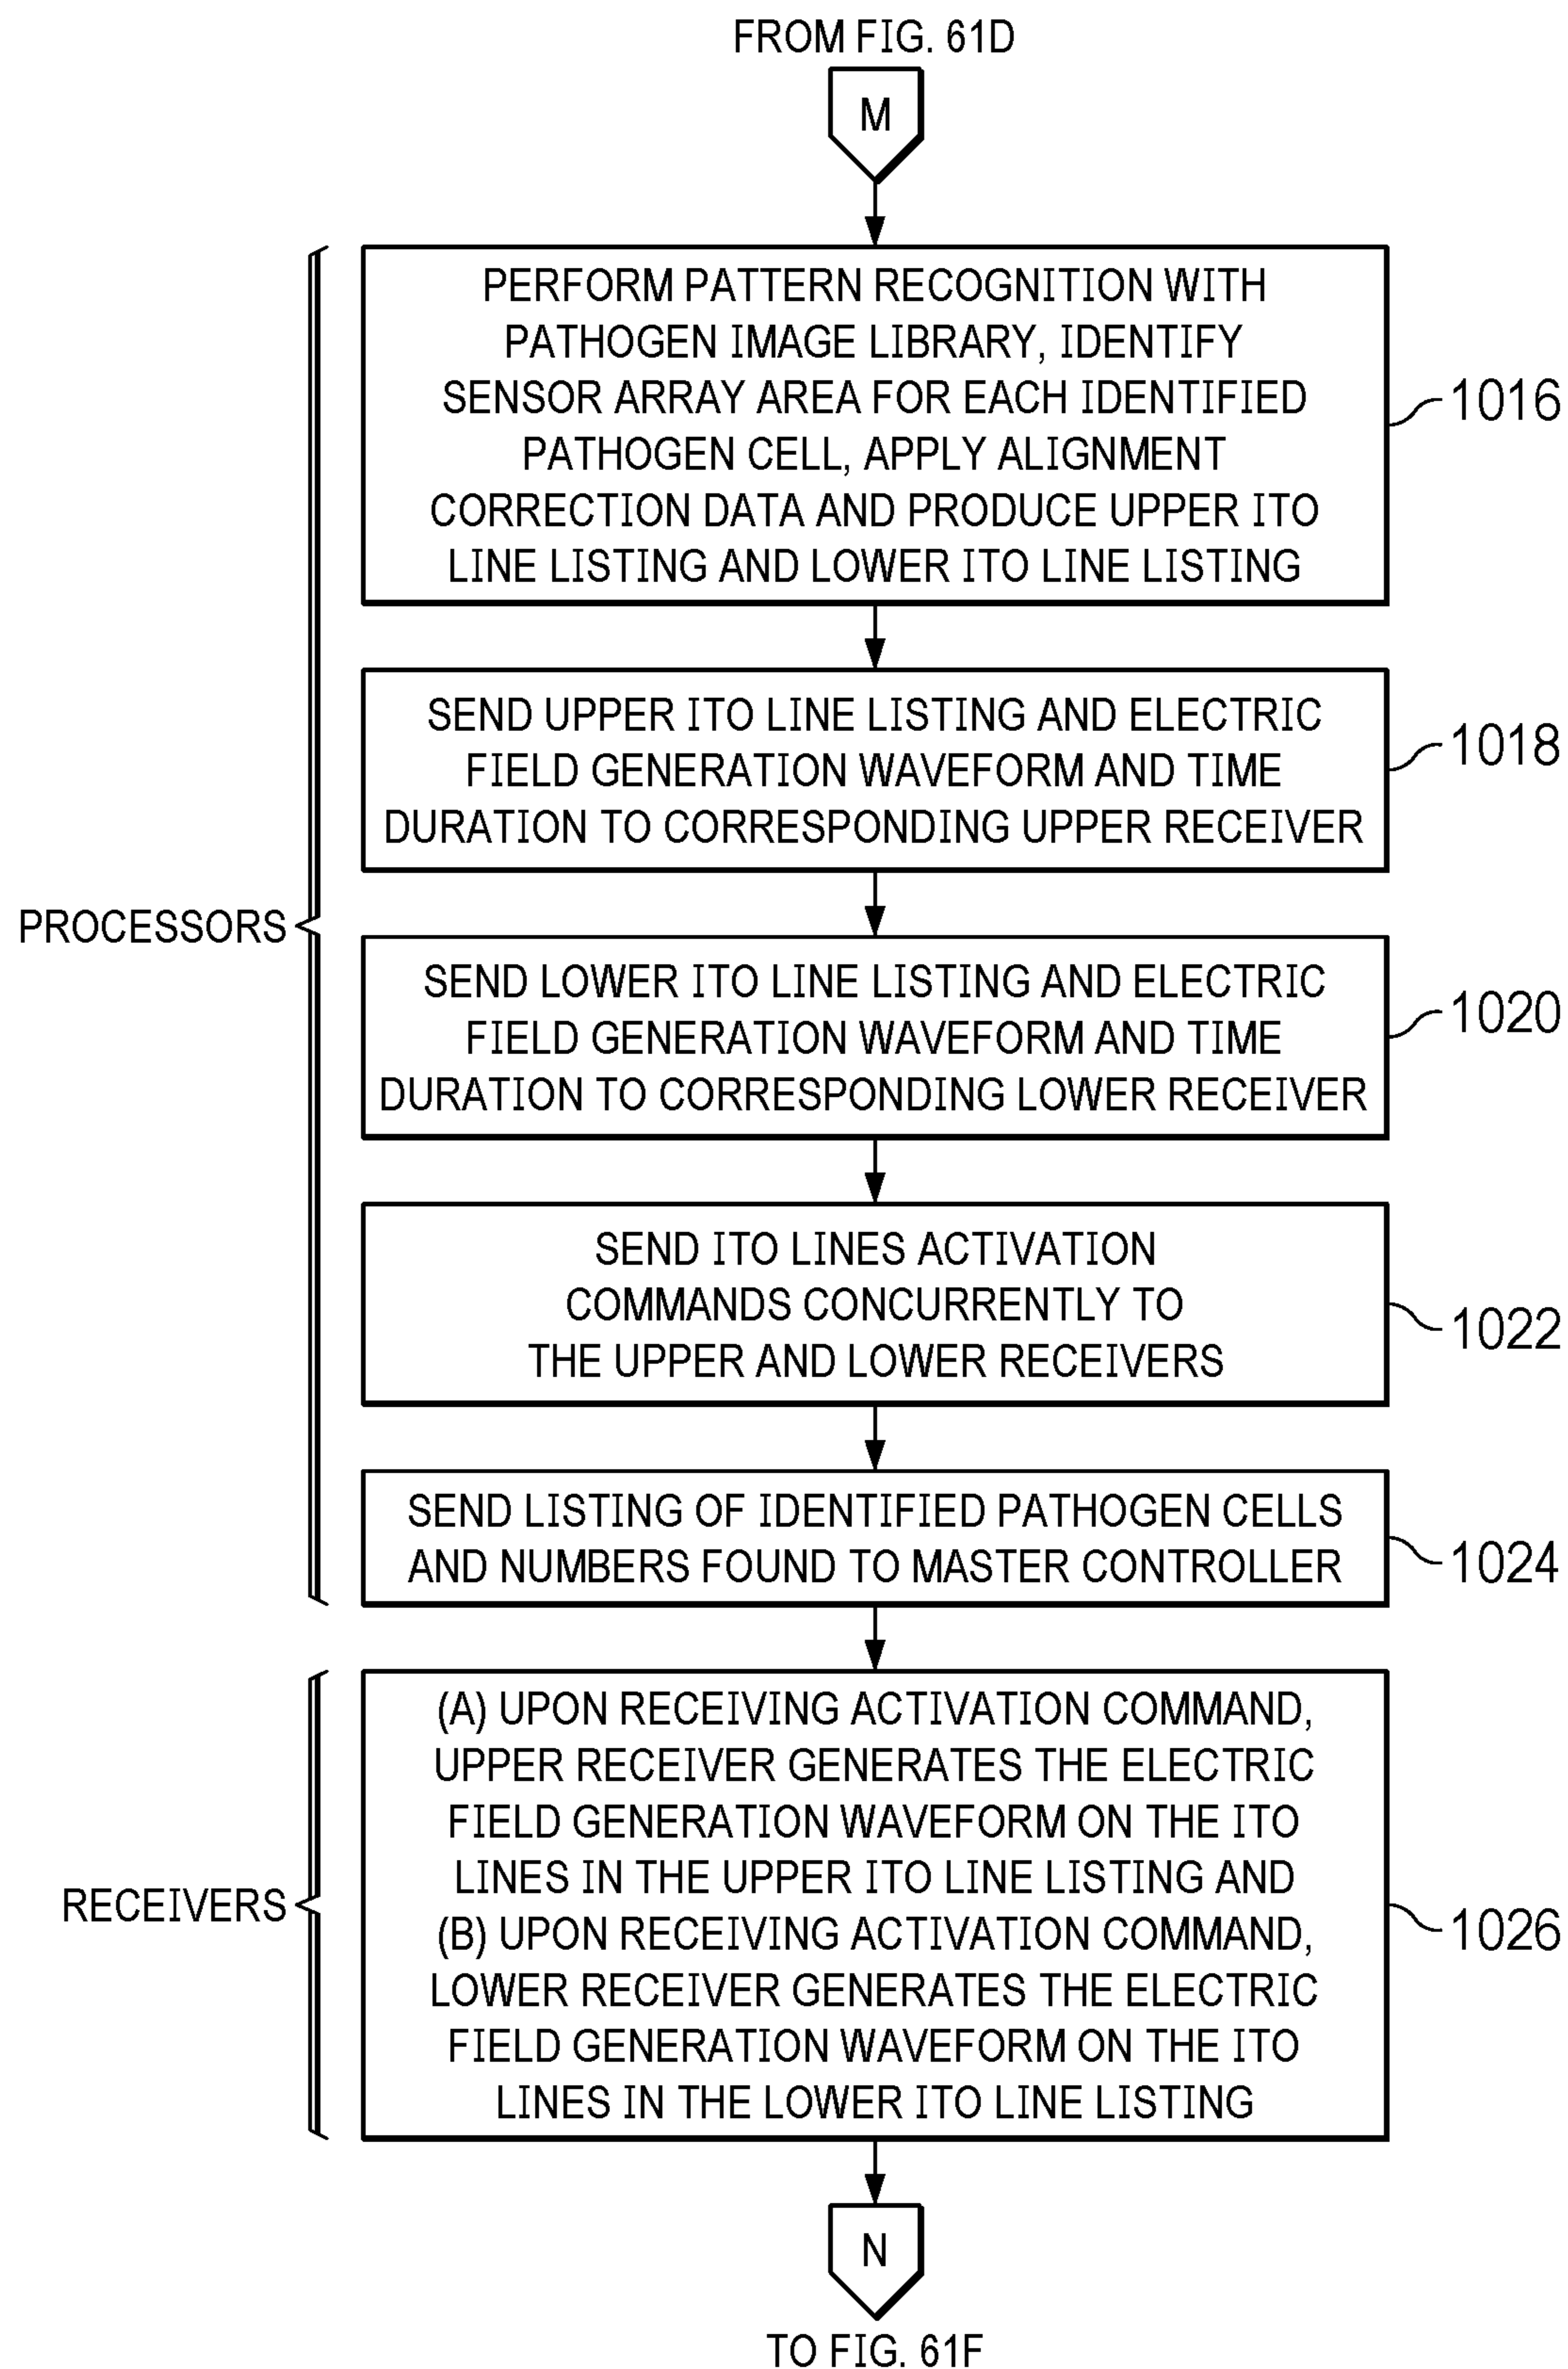 FROM FIG. 61D
M
PERFORM PATTERN RECOGNITION WITH
PATHOGEN IMAGE LIBRARY, IDENTIFY
SENSOR ARRAY AREA FOR EACH IDENTIFIED
PATHOGEN CELL, APPLY ALIGNMENT
CORRECTION DATA AND PRODUCE UPPER ITO
LINE LISTING AND LOWER ITO LINE LISTING
1016
SEND UPPER ITO LINE LISTING AND ELECTRIC
FIELD GENERATION WAVEFORM AND TIME
DURATION TO CORRESPONDING UPPER RECEIVER
1018
PROCESSORS
SEND LOWER ITO LINE LISTING AND ELECTRIC
FIELD GENERATION WAVEFORM AND TIME
DURATION TO CORRESPONDING LOWER RECEIVER
1020
SEND ITO LINES ACTIVATION
COMMANDS CONCURRENTLY TO
THE UPPER AND LOWER RECEIVERS
1022
SEND LISTING OF IDENTIFIED PATHOGEN CELLS
AND NUMBERS FOUND TO MASTER CONTROLLER
1024
RECEIVERS
(A) UPON RECEIVING ACTIVATION COMMAND,
UPPER RECEIVER GENERATES THE ELECTRIC
FIELD GENERATION WAVEFORM ON THE ITO
LINES IN THE UPPER ITO LINE LISTING AND
(B) UPON RECEIVING ACTIVATION COMMAND,
LOWER RECEIVER GENERATES THE ELECTRIC
FIELD GENERATION WAVEFORM ON THE ITO
LINES IN THE LOWER ITO LINE LISTING
1026
N
TO FIG. 61F